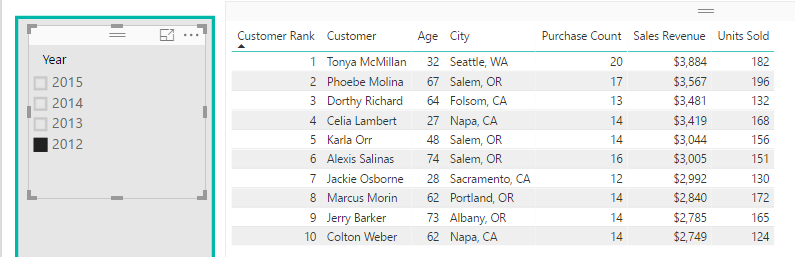 Year
2015
2014
2013
2012
Customer Rank Customer Age City Purchase Count Sales Revenue Units Sold
1 Tonya McMillan 32 Seattle, WA 20 $3,884 182
2 Phoebe Molina 67 Salem, OR 17 $3,567 196
3 Dorthy Richard 64 Folsom, CA 13 $3,481 132
4 Celia Lambert 27 Napa, CA 14 $3,419 168
5 Karla Orr 48 Salem, OR 14 $3,044 156
6 Alexis Salinas 74 Salem, OR 16 $3,005 151
7 Jackie Osborne 28 Sacramento, CA 12 $2,992 130
8 Marcus Morin 62 Portland, OR 14 $2,840 172
9 Jerry Barker 73 Albany, OR 14 $2,785 165
10 Colton Weber 62 Napa, CA 14 $2,749 124